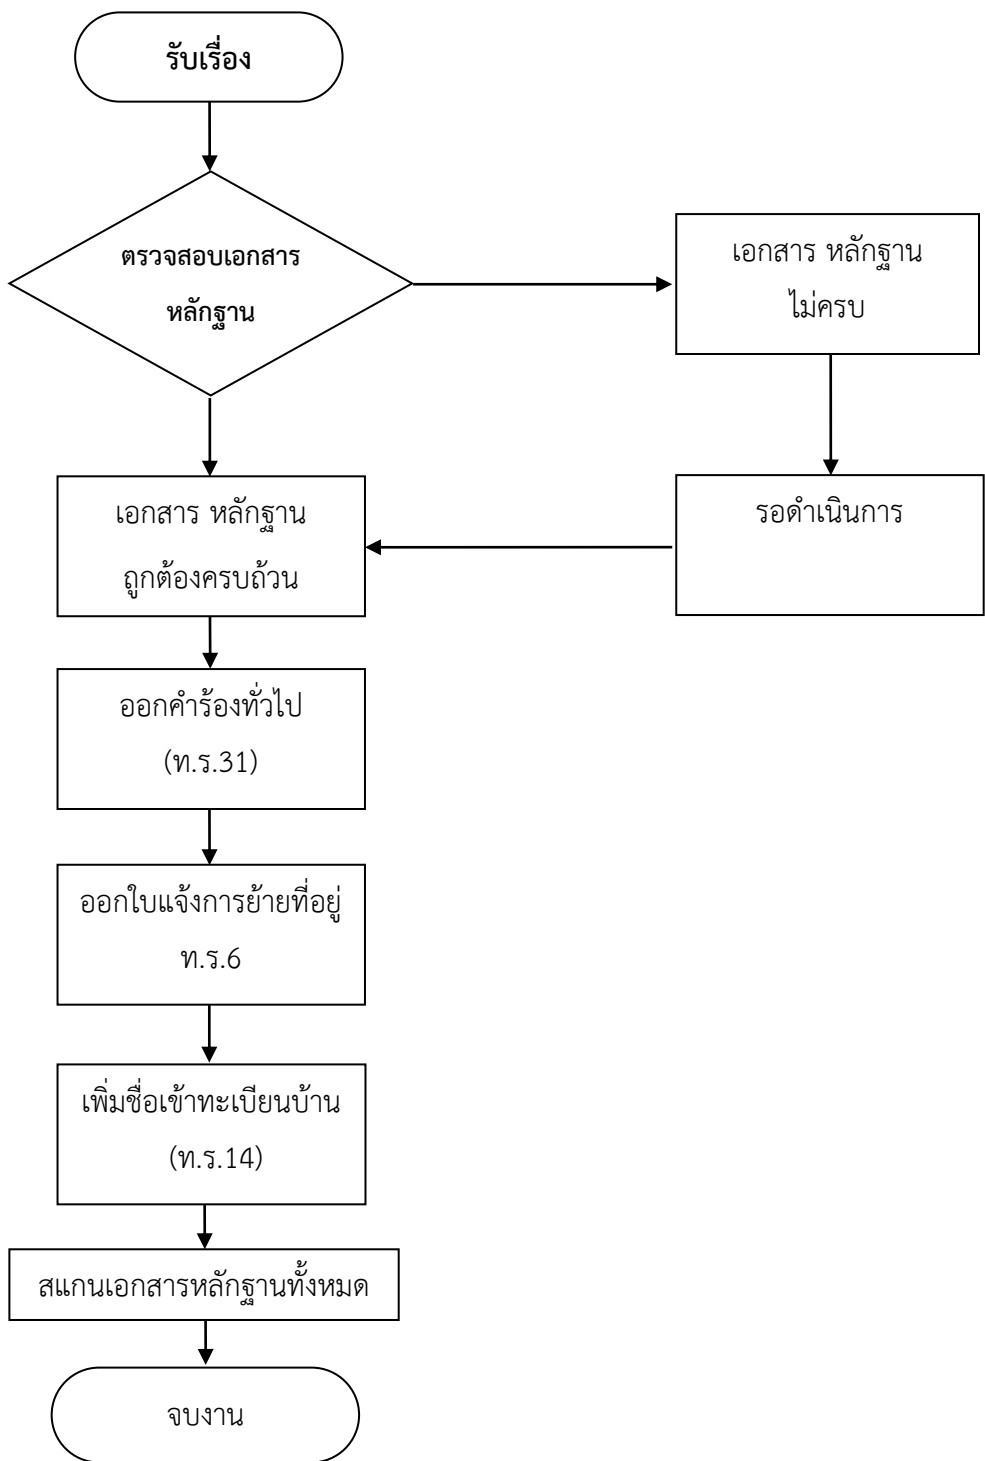 รับเรื่อง
ตรวจสอบเอกสาร
หลักฐาน
เอกสาร หลักฐาน
ไม่ครบ
เอกสาร หลักฐาน
ถูกต้องครบถ้วน
รอดำเนินการ
ออกคำร้องทั่วไป
(ท.ร.31)
ออกใบแจ้งการย้ายที่อยู่
ท.ร.6
เพิ่มชื่อเข้าทะเบียนบ้าน
(ท.ร.14)
สแกนเอกสารหลักฐานทั้งหมด
จบงาน